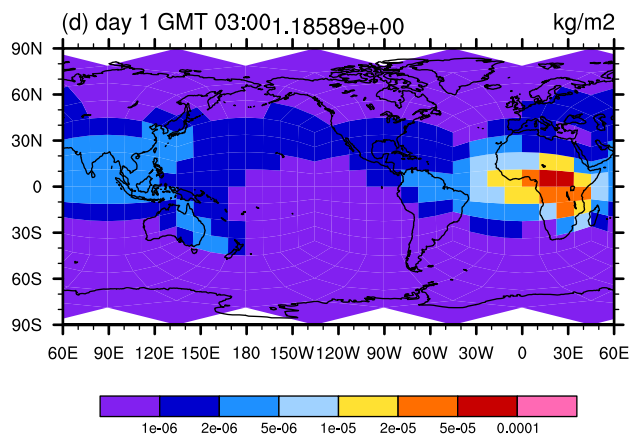 (d) day 1 GMT 03:00 1.18589e+00 kg/m2
90N
60N
30N
0
30S
60S
90S
60E 90E 120E 150E 180 150W 120W 90W 60W 30W 0 30E 60E
1e-06 2e-06 5e-06 1e-05 2e-05 5e-05 0.0001